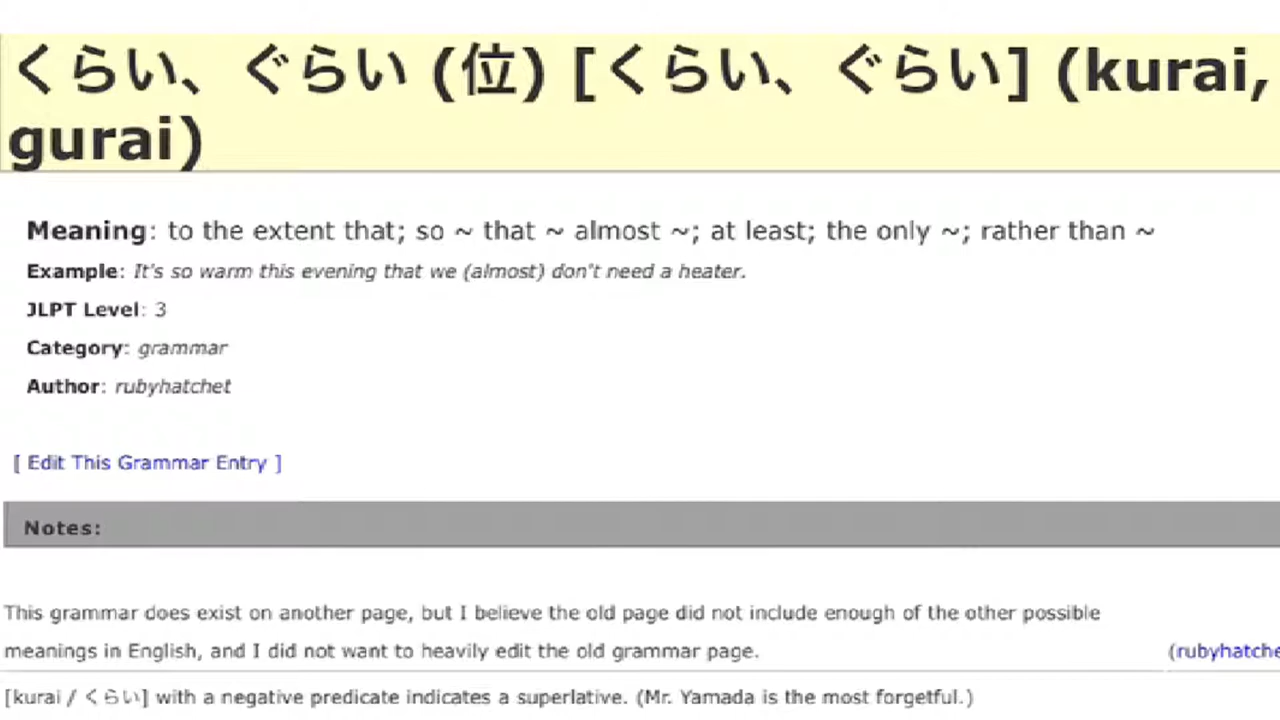 くらい、ぐらい (位) [くらい、ぐらい] (kurai,
gurai)
Meaning: to the extent that; so ~ that ~ almost ~; at least; the only ~; rather than ~
Example: It's so warm this evening that we (almost) don't need a heater.
JLPT Level: 3
Category: grammar
Author: rubyhatchet
[ Edit This Grammar Entry ]
Notes:
This grammar does exist on another page, but I believe the old page did not include enough of the other possible
meanings in English, and I did not want to heavily edit the old grammar page. (rubyhatche
[kurai / くらい] with a negative predicate indicates a superlative. (Mr. Yamada is the most forgetful.)